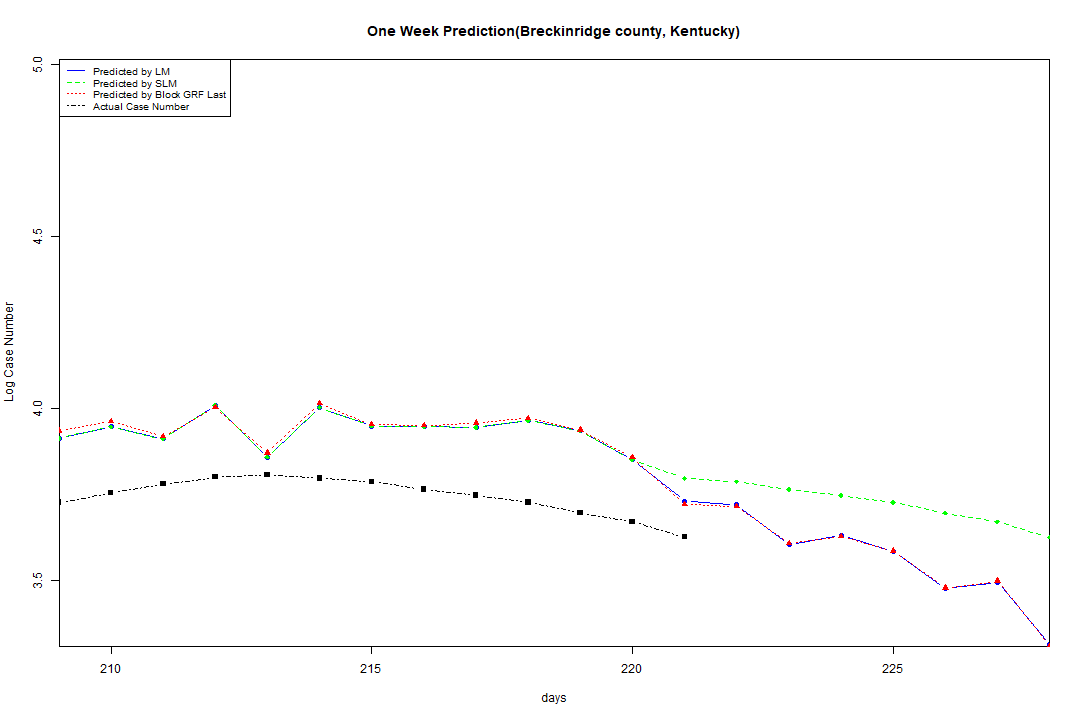 One Week Prediction(Breckinridge county, Kentucky)
Predicted by LM
Predicted by SLM
Predicted by Block GRF Last
Actual Case Number
5.0
4.5
4.0
3.5
Log Case Number
210
215
220
225
days